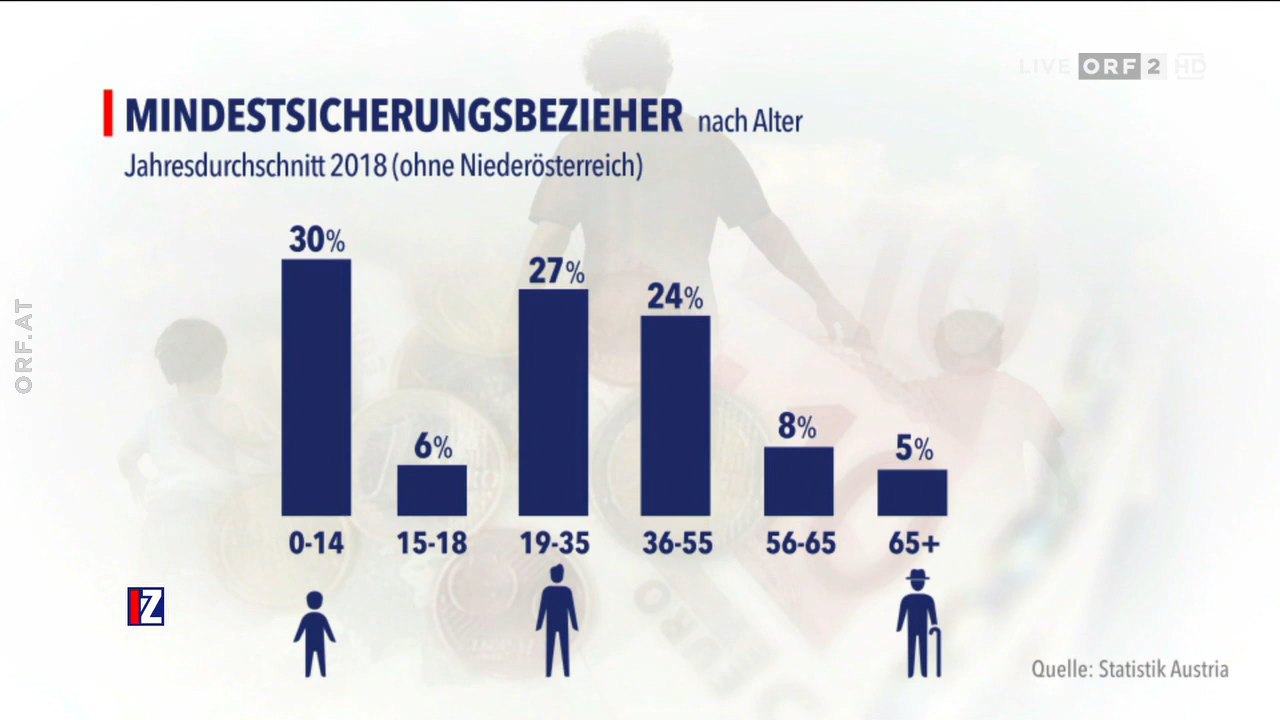 LIVE ORF 2 HD
MINDESTSICHERUNGSBEZIEHER nach Alter
Jahresdurchschnitt 2018 (ohne Niederösterreich)
30%
27%
24%
6%
8%
5%
0-14 15-18 19-35 36-55 56-65 65+
ORF.AT
ZIB
Quelle: Statistik Austria